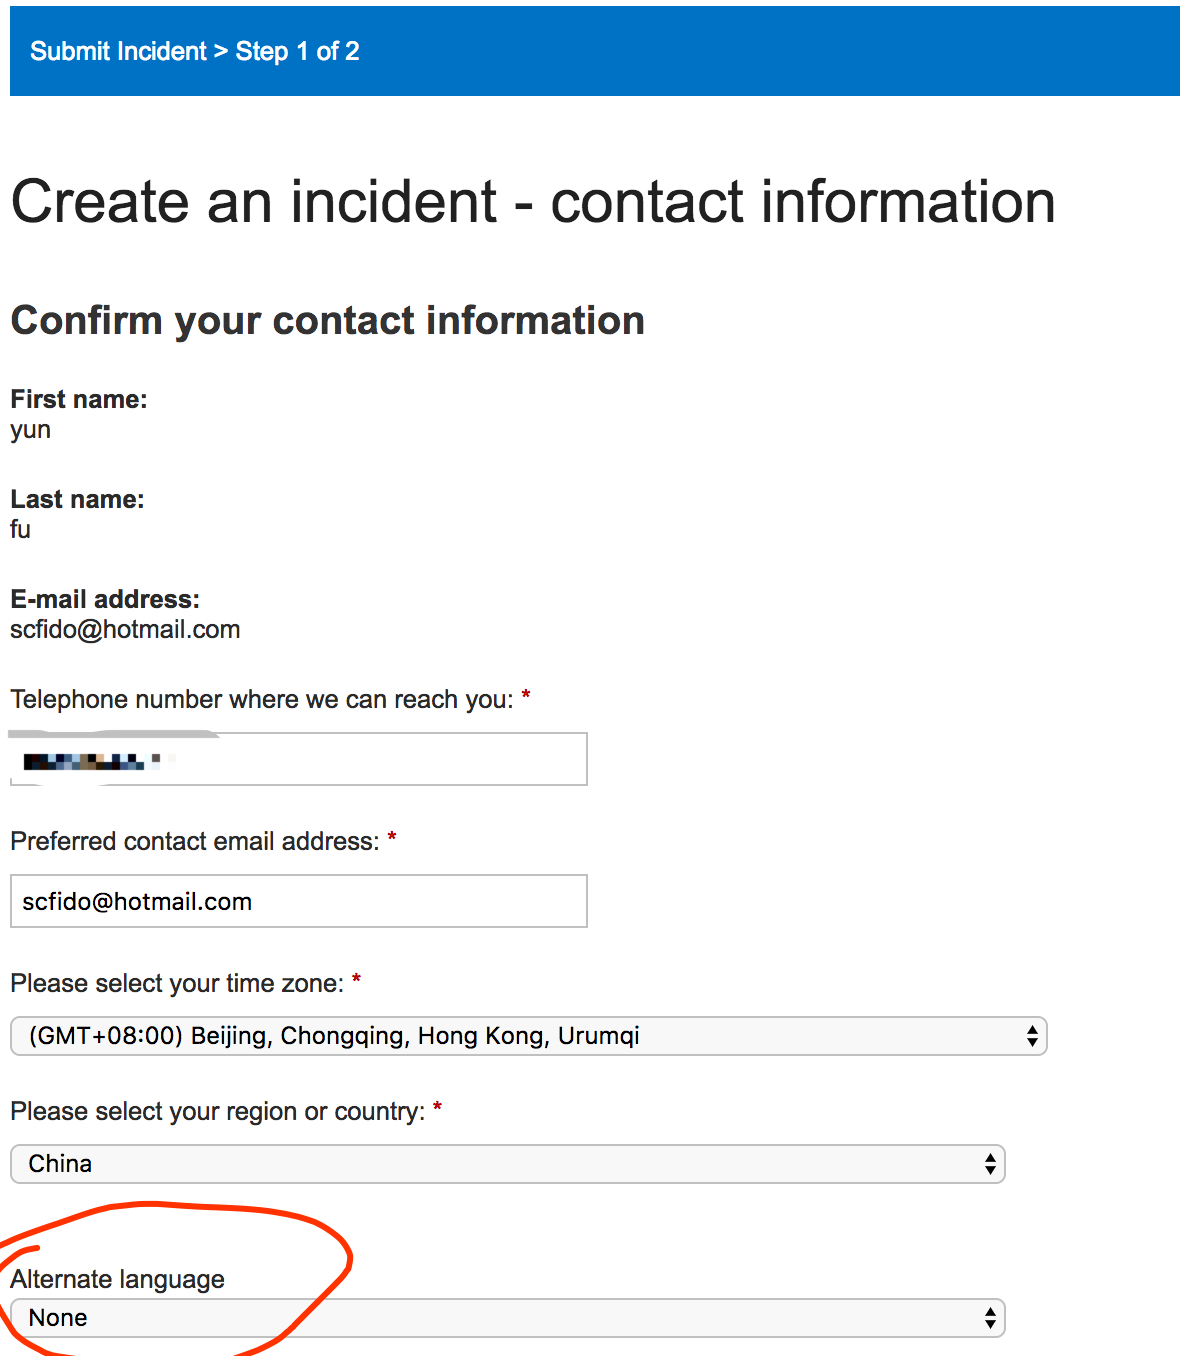 Submit Incident > Step 1 of 2
Create an incident - contact information
Confirm your contact information
First name:
yun
Last name:
fu
E-mail address:
scfido@hotmail.com
Telephone number where we can reach you: *
Preferred contact email address: *
scfido@hotmail.com
Please select your time zone: *
(GMT+08:00) Beijing, Chongqing, Hong Kong, Urumqi
Please select your region or country: *
China
Alternate language
None